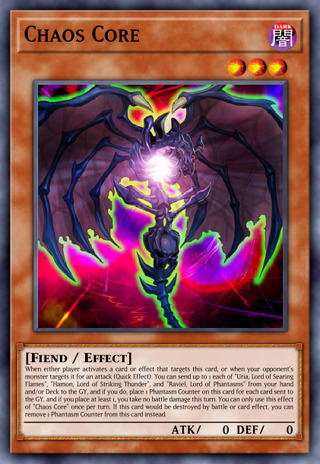 Chaos Core
DARK
闇
[Fiend / Effect]
When either player activates a card or effect that targets this card, or when your opponent's
monster targets it for an attack (Quick Effect): You can send up to 1 each of "Uria, Lord of Searing
Flames", "Hamon, Lord of Striking Thunder", and "Raviel, Lord of Phantasms" from your hand
and/or Deck to the GY, and if you do, place 1 Phantasm Counter on this card for each card sent to
the GY, and if you place at least 1, you take no battle damage this turn. You can only use this effect
of "Chaos Core" once per turn. If this card would be destroyed by battle or card effect, you can
remove 1 Phantasm Counter from this card instead.
ATK/ 0 DEF/ 0